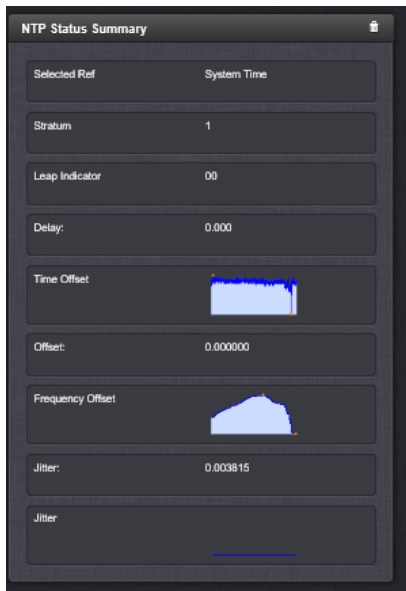 NTP Status Summary
Selected Ref System Time
Stratum 1
Leap Indicator 00
Delay: 0.000
Time Offset
Offset: 0.000000
Frequency Offset
Jitter: 0.003815
Jitter